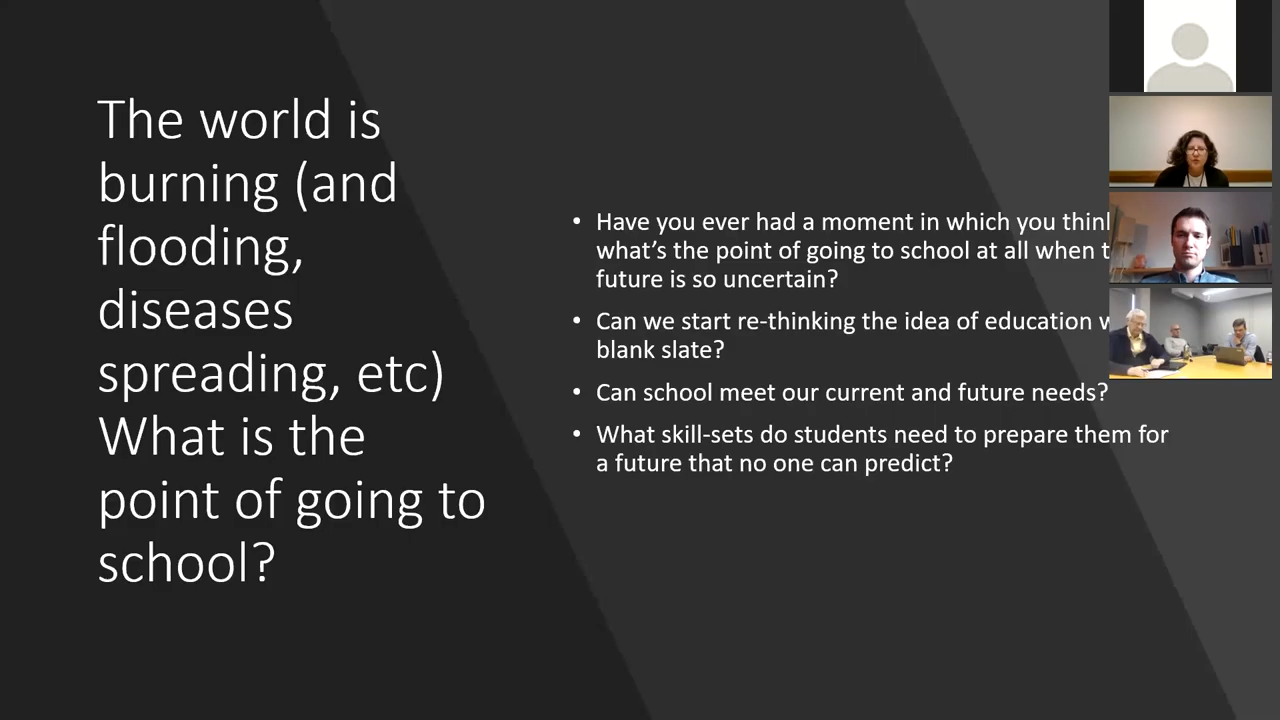 The world is
burning (and
flooding,
diseases
spreading, etc)
What is the
point of going to
school?
• Have you ever had a moment in which you think
what’s the point of going to school at all when
future is so uncertain?
• Can we start re-thinking the idea of education
blank slate?
• Can school meet our current and future needs?
• What skill-sets do students need to prepare them for
a future that no one can predict?